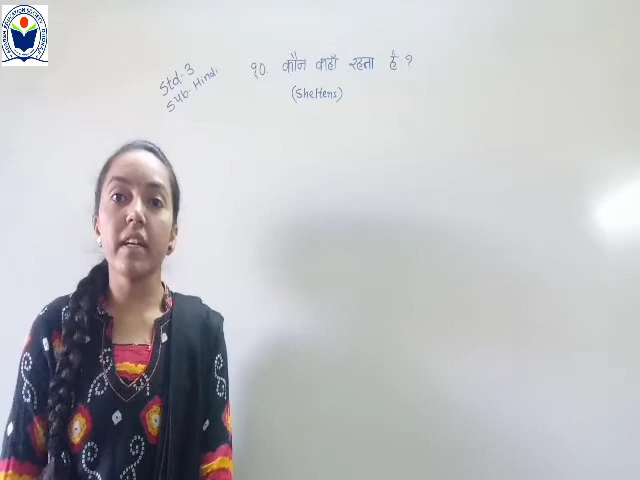 Std-3
Sub-Hindi
१०. कौन कहाँ रहता है ?
(Shelters)